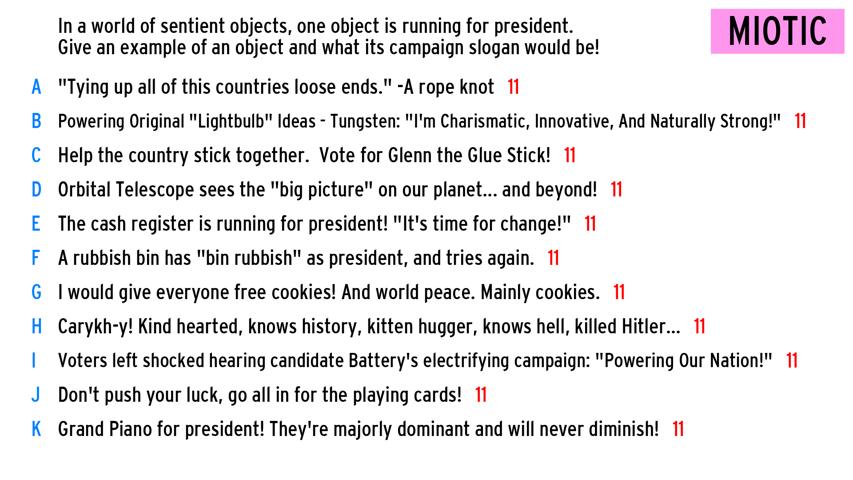 In a world of sentient objects, one object is running for president.
Give an example of an object and what its campaign slogan would be!
MIOTIC
A "Tying up all of this countries loose ends." -A rope knot 11
B Powering Original "Lightbulb" Ideas - Tungsten: "I'm Charismatic, Innovative, And Naturally Strong!" 11
C Help the country stick together. Vote for Glenn the Glue Stick! 11
D Orbital Telescope sees the "big picture" on our planet... and beyond! 11
E The cash register is running for president! "It's time for change!" 11
F A rubbish bin has "bin rubbish" as president, and tries again. 11
G I would give everyone free cookies! And world peace. Mainly cookies. 11
H Carykh-y! Kind hearted, knows history, kitten hugger, knows hell, killed Hitler... 11
I Voters left shocked hearing candidate Battery's electrifying campaign: "Powering Our Nation!" 11
J Don't push your luck, go all in for the playing cards! 11
K Grand Piano for president! They're majorly dominant and will never diminish! 11